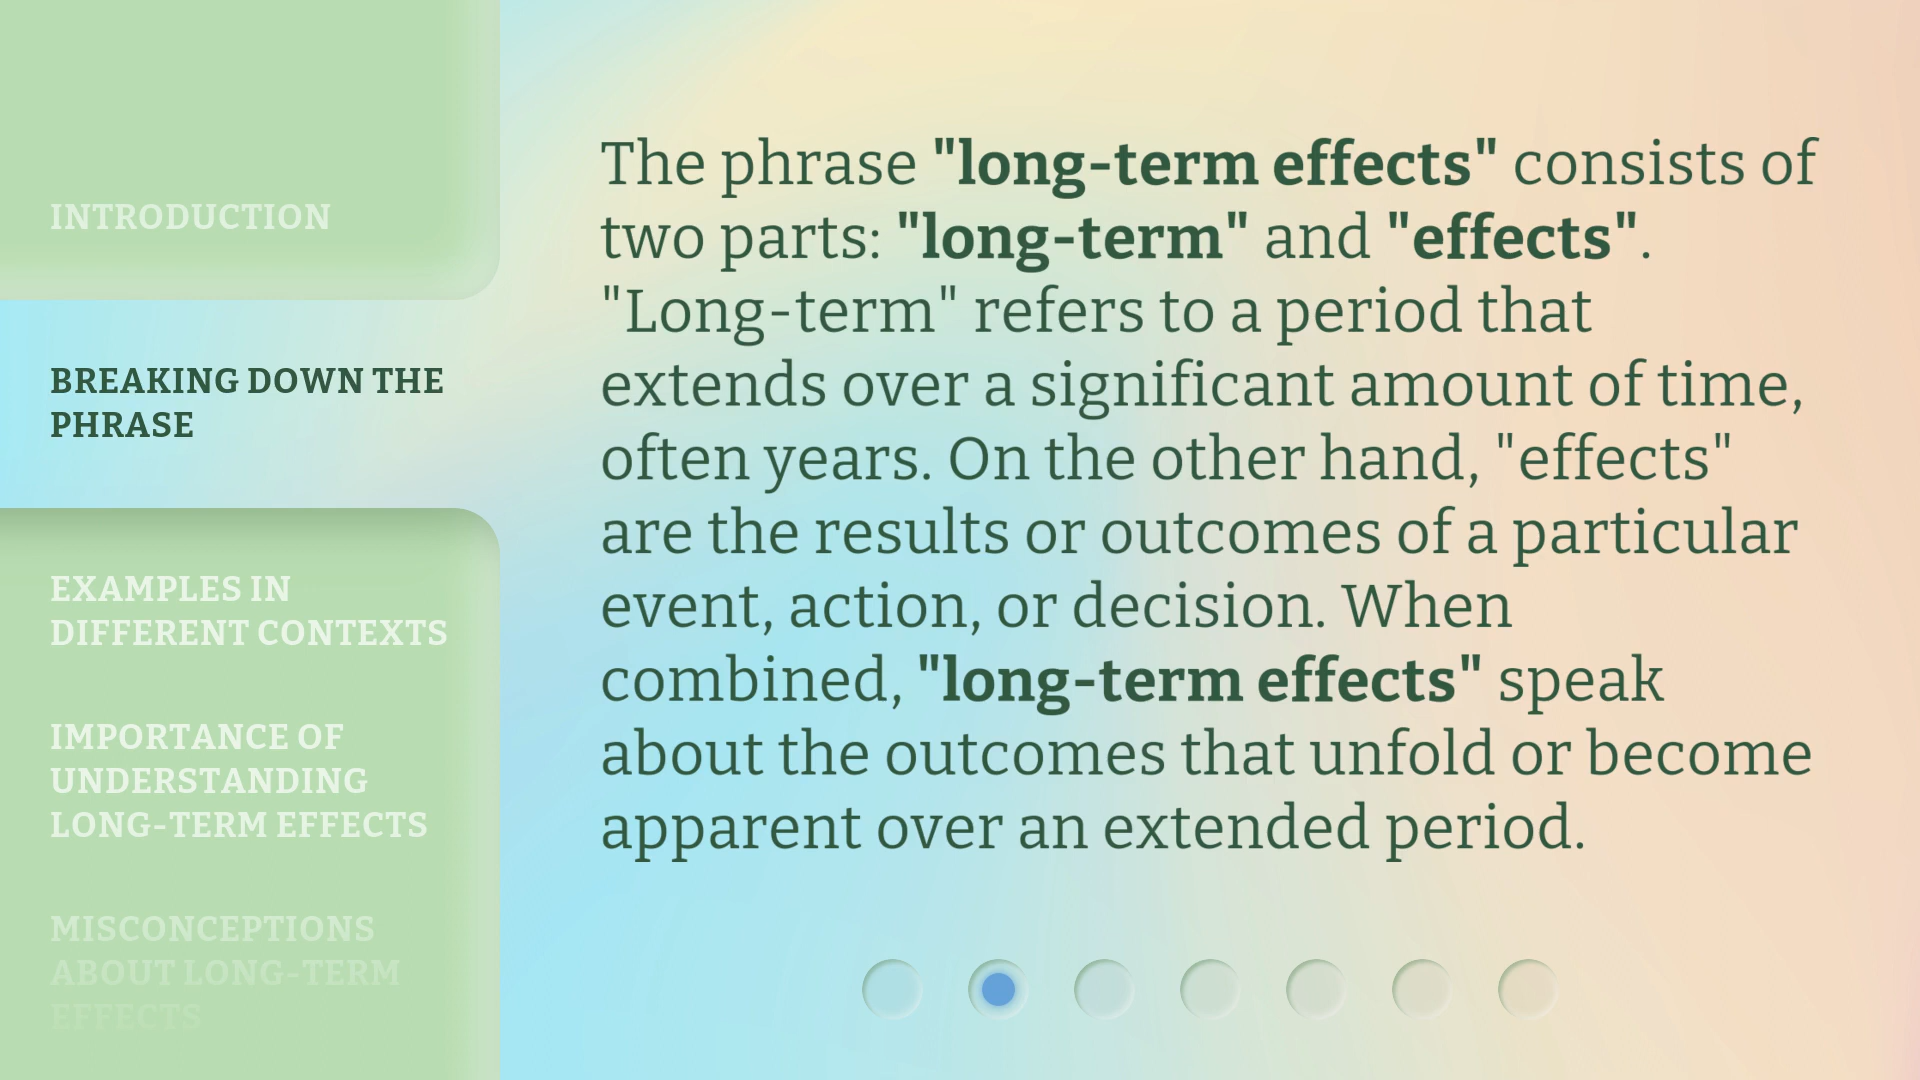 INTRODUCTION
BREAKING DOWN THE
PHRASE
EXAMPLES IN
DIFFERENT CONTEXTS
IMPORTANCE OF
UNDERSTANDING
LONG-TERM EFFECTS
MISCONCEPTIONS
ABOUT LONG-TERM
EFFECTS
The phrase "long-term effects" consists of
two parts: "long-term" and "effects".
"Long-term" refers to a period that
extends over a significant amount of time,
often years. On the other hand, "effects"
are the results or outcomes of a particular
event, action, or decision. When
combined, "long-term effects" speak
about the outcomes that unfold or become
apparent over an extended period.